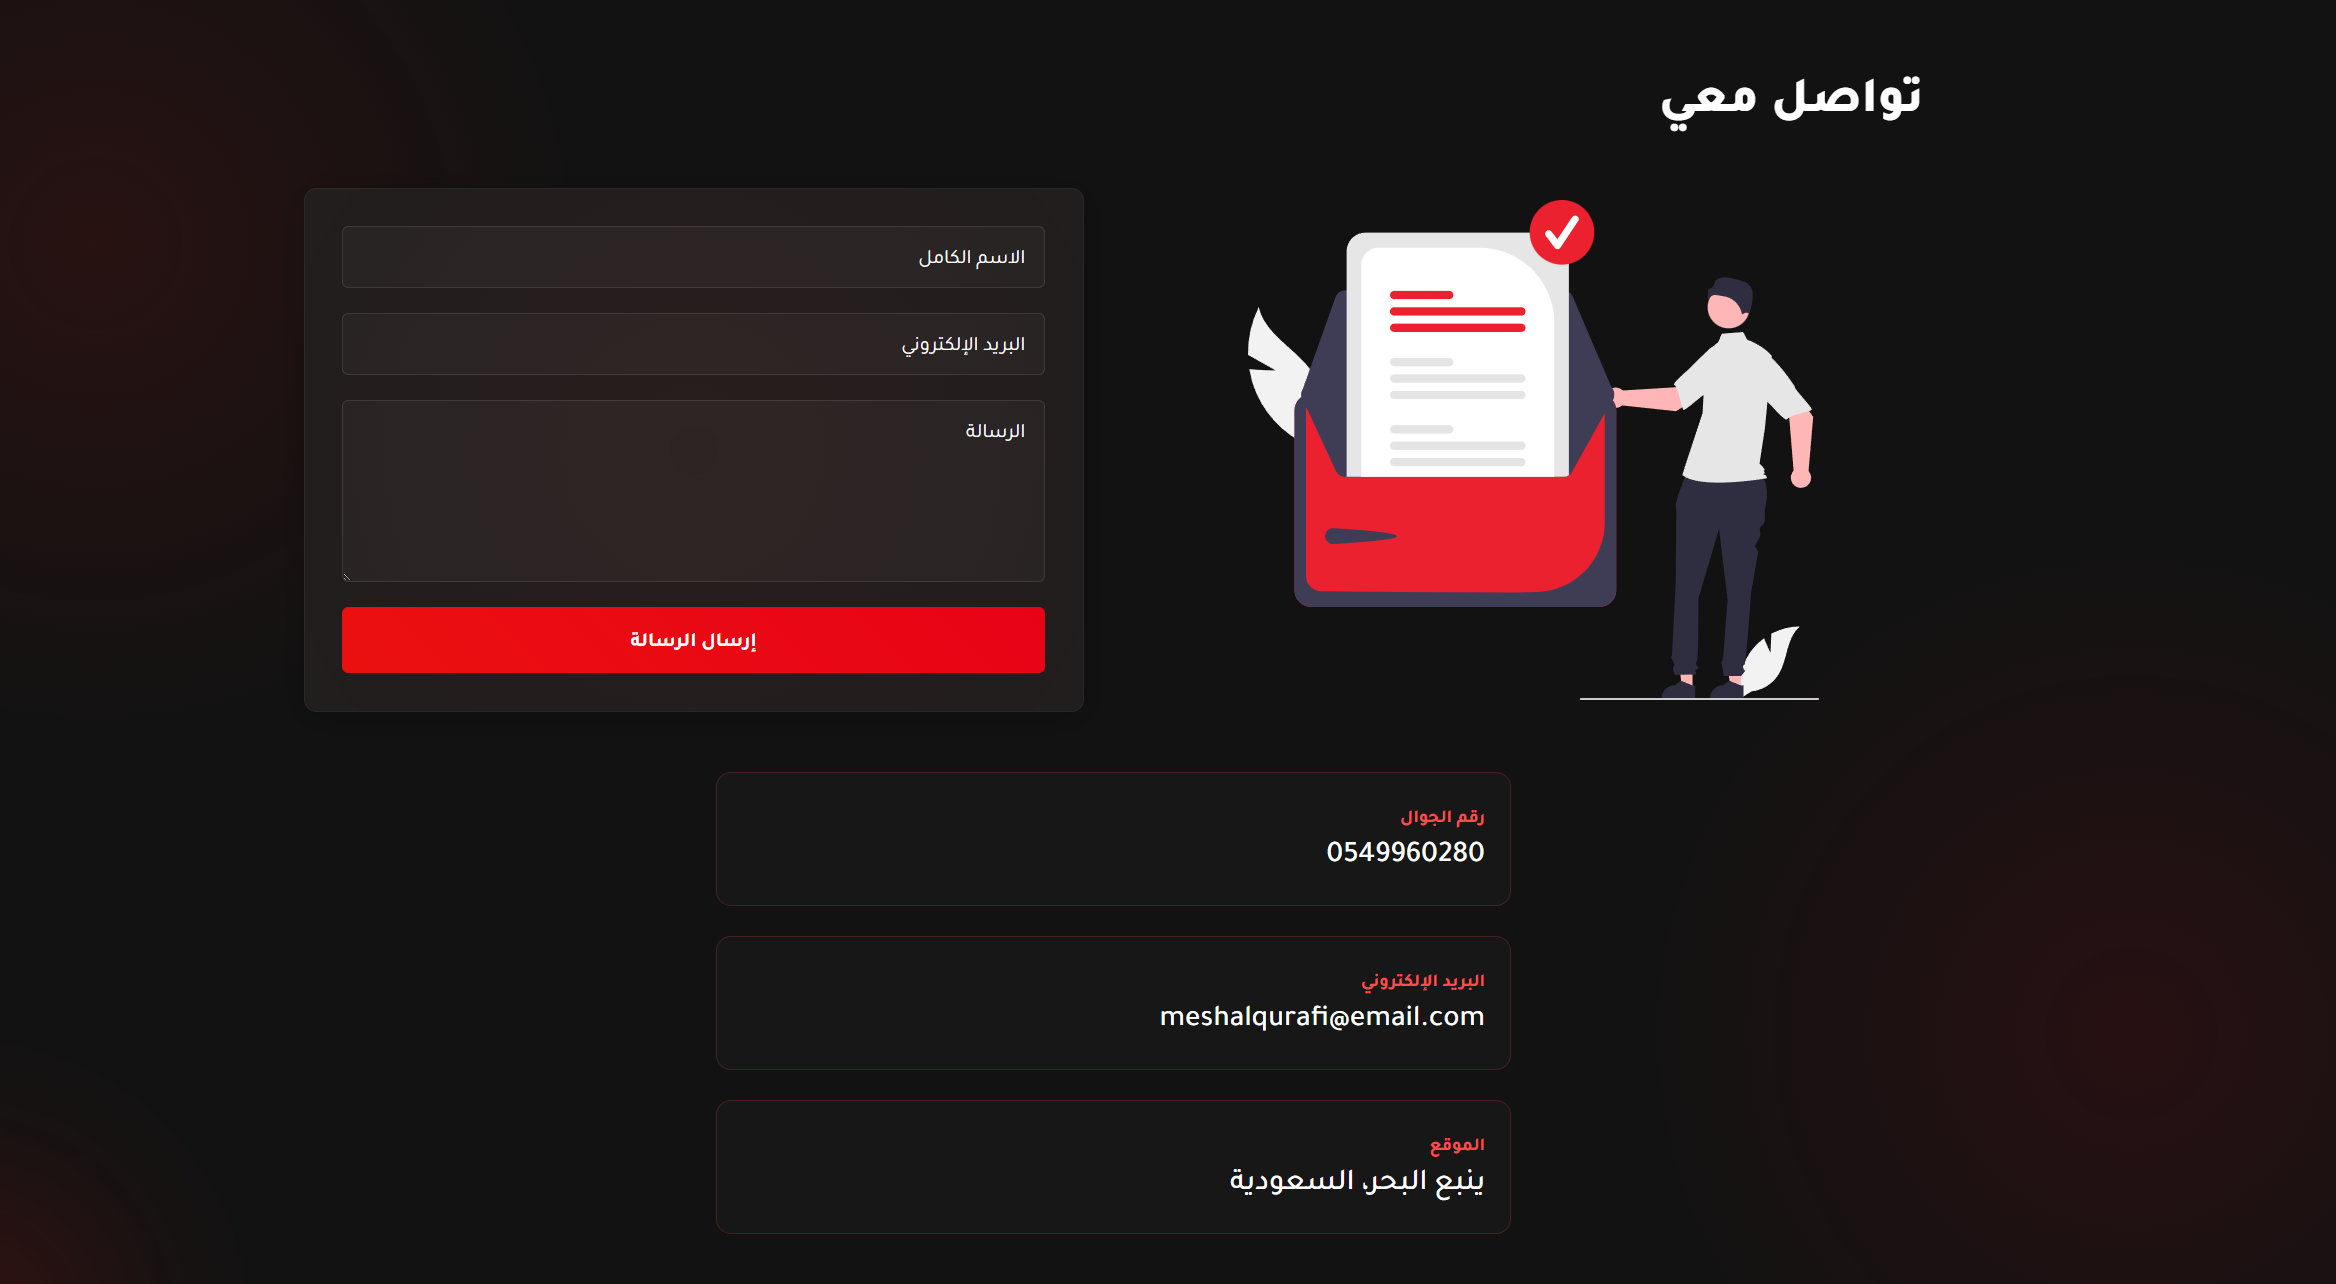 تواصل معي
الاسم الكامل
البريد الإلكتروني
الرسالة
إرسال الرسالة
رقم الجوال
0549960280
البريد الإلكتروني
meshalqurafi@email.com
الموقع
ينبع البحر، السعودية